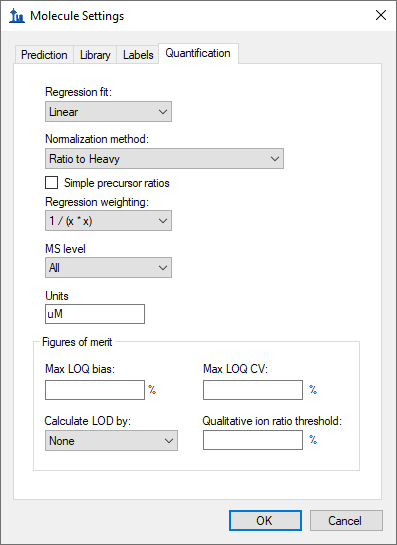 Molecule Settings
Prediction Library Labels Quantification
Regression fit:
Linear
Normalization method:
Ratio to Heavy
Simple precursor ratios
Regression weighting:
1 / (x * x)
MS level
All
Units
uM
Figures of merit
Max LOQ bias: Max LOQ CV:
% %
Calculate LOD by: Qualitative ion ratio threshold:
None %
OK Cancel